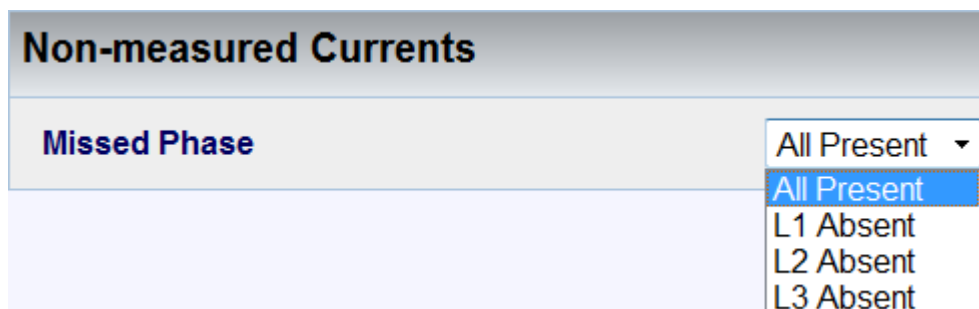 Non-measured Currents
Missed Phase
All Present
All Present
L1 Absent
L2 Absent
L3 Absent